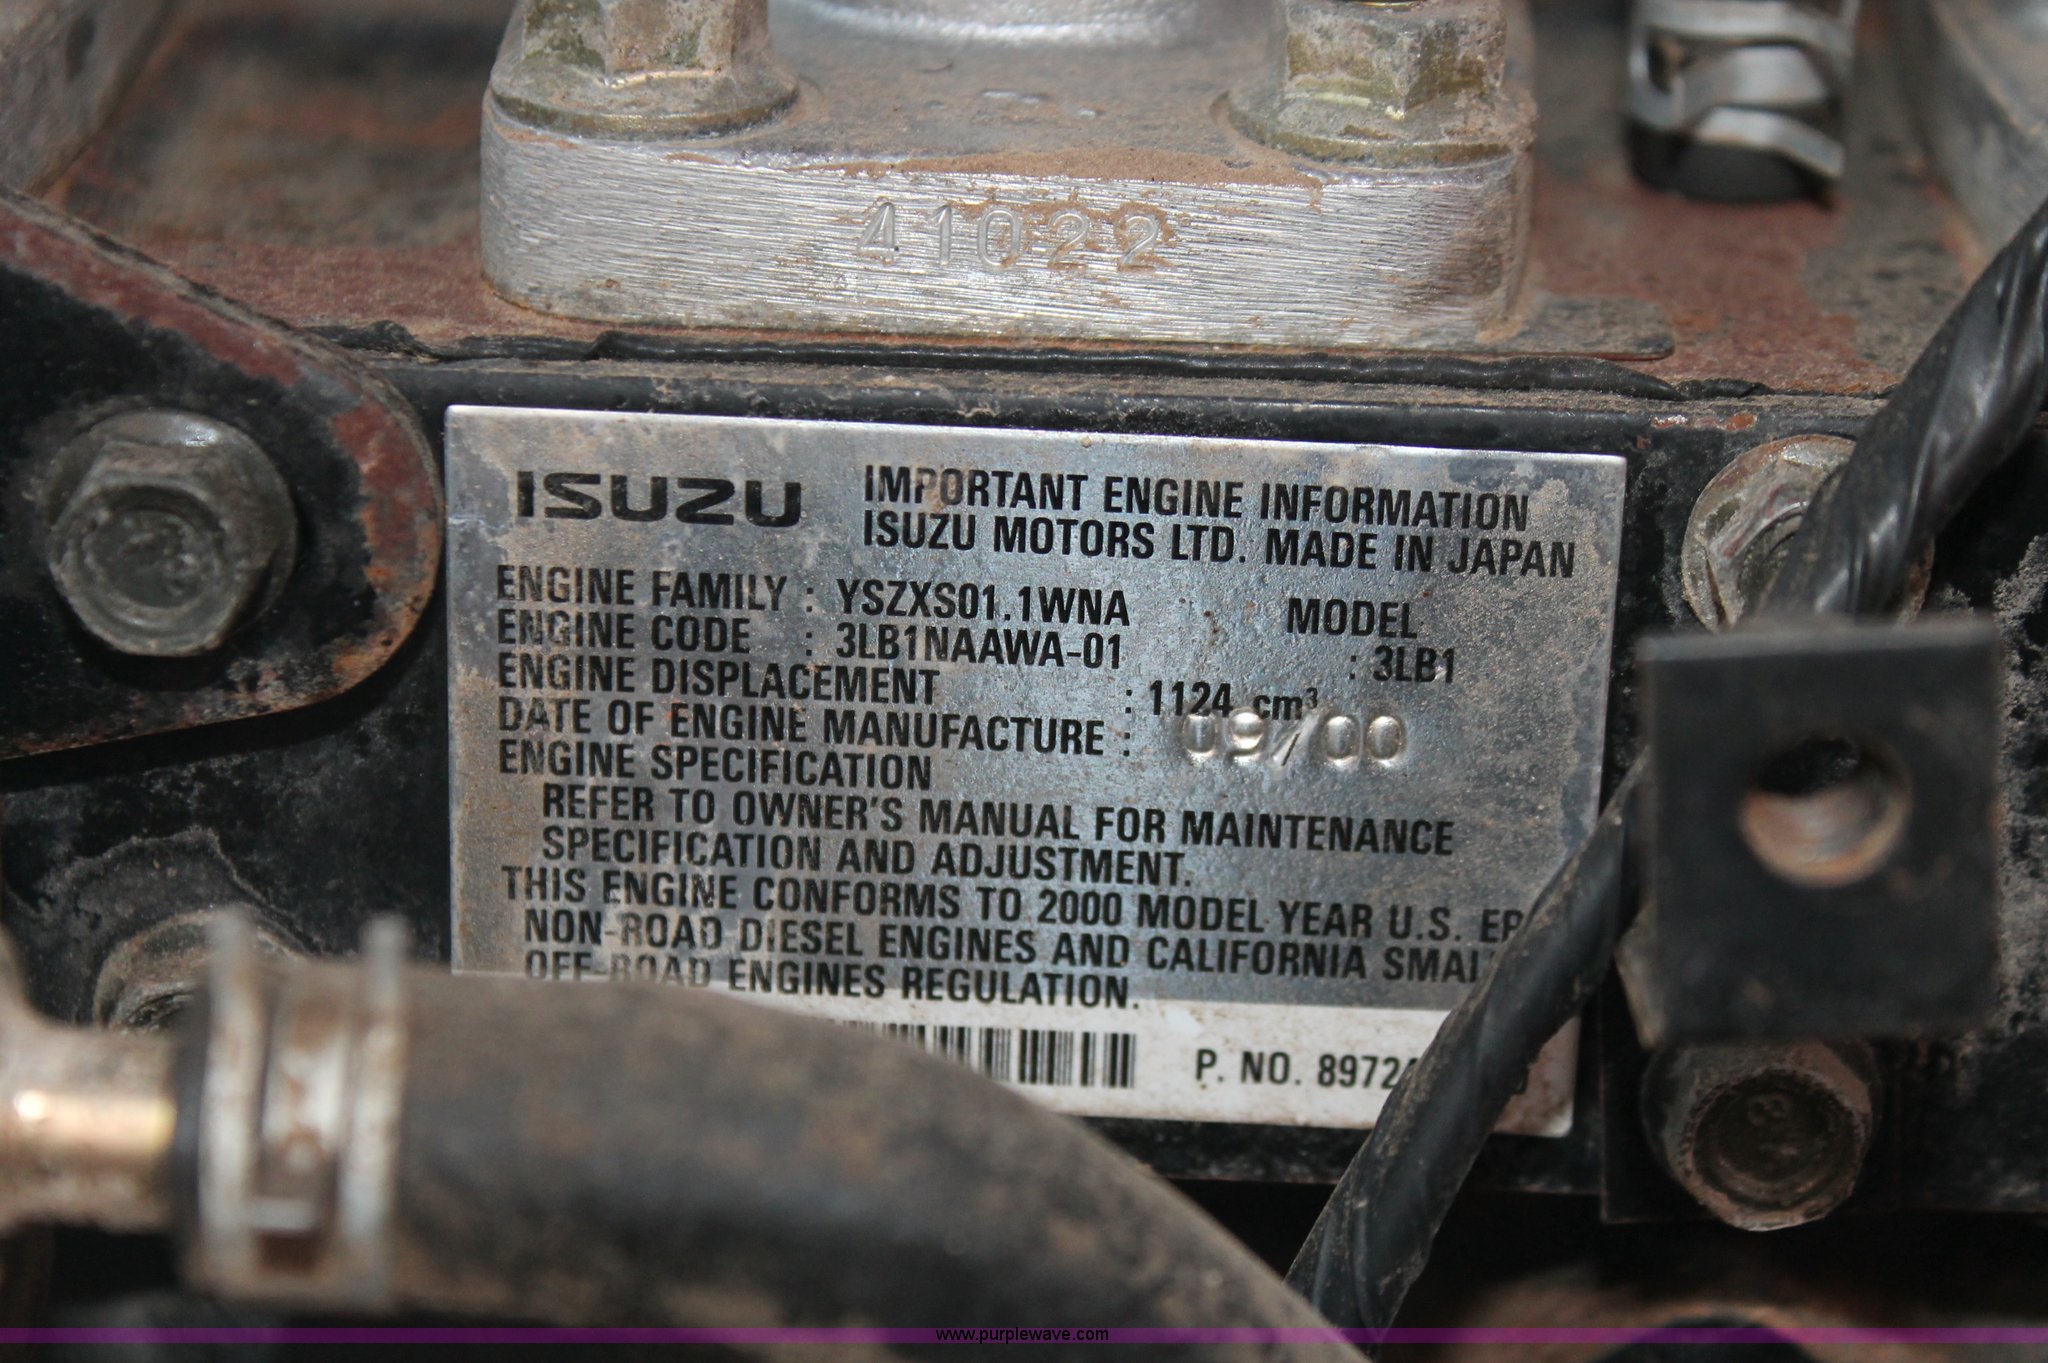 41022
ISUZU
IMPORTANT ENGINE INFORMATION
ISUZU MOTORS LTD. MADE IN JAPAN
ENGINE FAMILY : YSZXS01.1WNA MODEL
ENGINE CODE : 3LB1NAAWA-01 : 3LB1
ENGINE DISPLACEMENT : 1124 cm³
DATE OF ENGINE MANUFACTURE : 09/00
ENGINE SPECIFICATION
REFER TO OWNER'S MANUAL FOR MAINTENANCE
SPECIFICATION AND ADJUSTMENT.
THIS ENGINE CONFORMS TO 2000 MODEL YEAR U.S.
NON-ROAD DIESEL ENGINES AND CALIFORNIA
OFF-ROAD ENGINES REGULATION.
P. NO.
www.purplewave.com